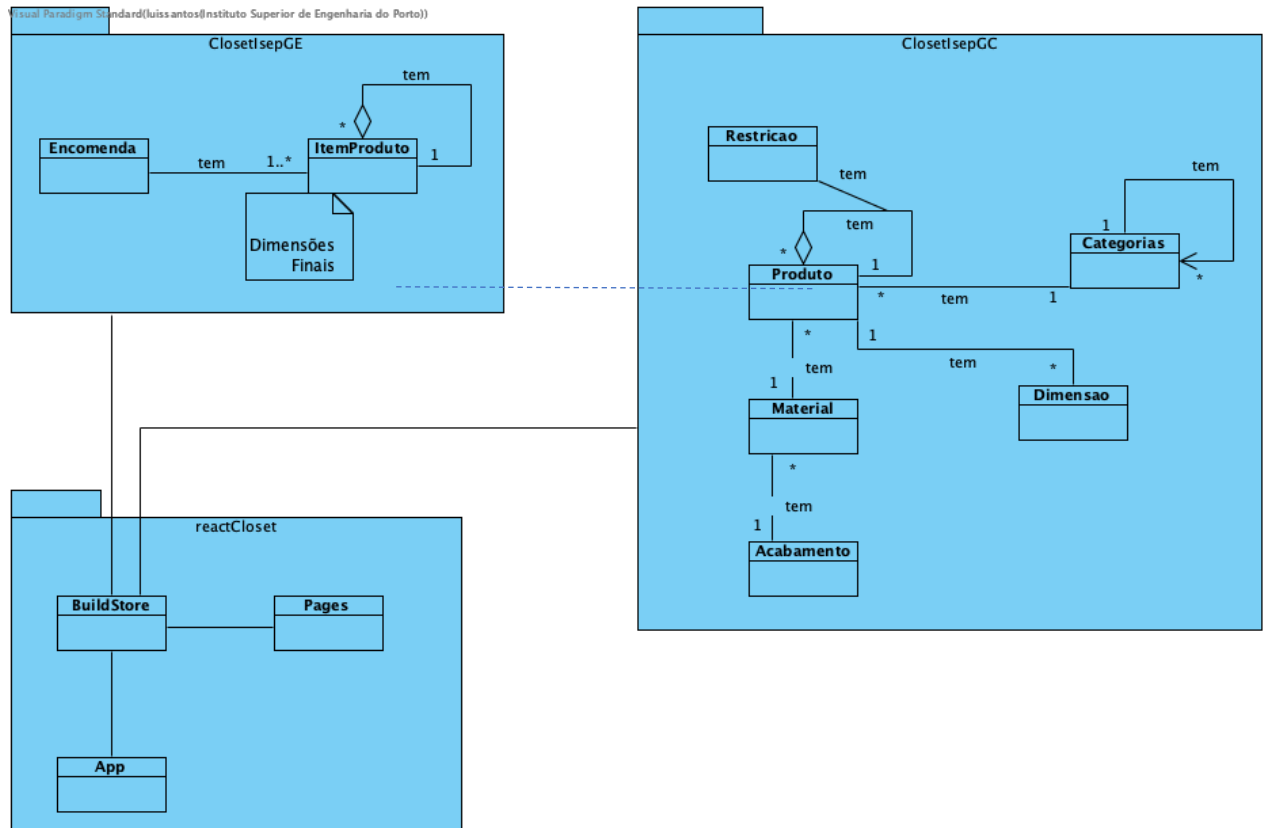 Visual Paradigm Standard(luissantos(Instituto Superior de Engenharia do Porto))
ClosetIsepGE
tem
*
Encomenda
tem
1..*
ItemProduto
1
Dimensões
Finais
ClosetIsepGC
Restricao
tem
tem
tem
1
Categorias
*
*
1
Produto
*
tem
1
*
1
tem
*
tem
1
Material
Dimensao
*
tem
1
Acabamento
reactCloset
BuildStore
Pages
App